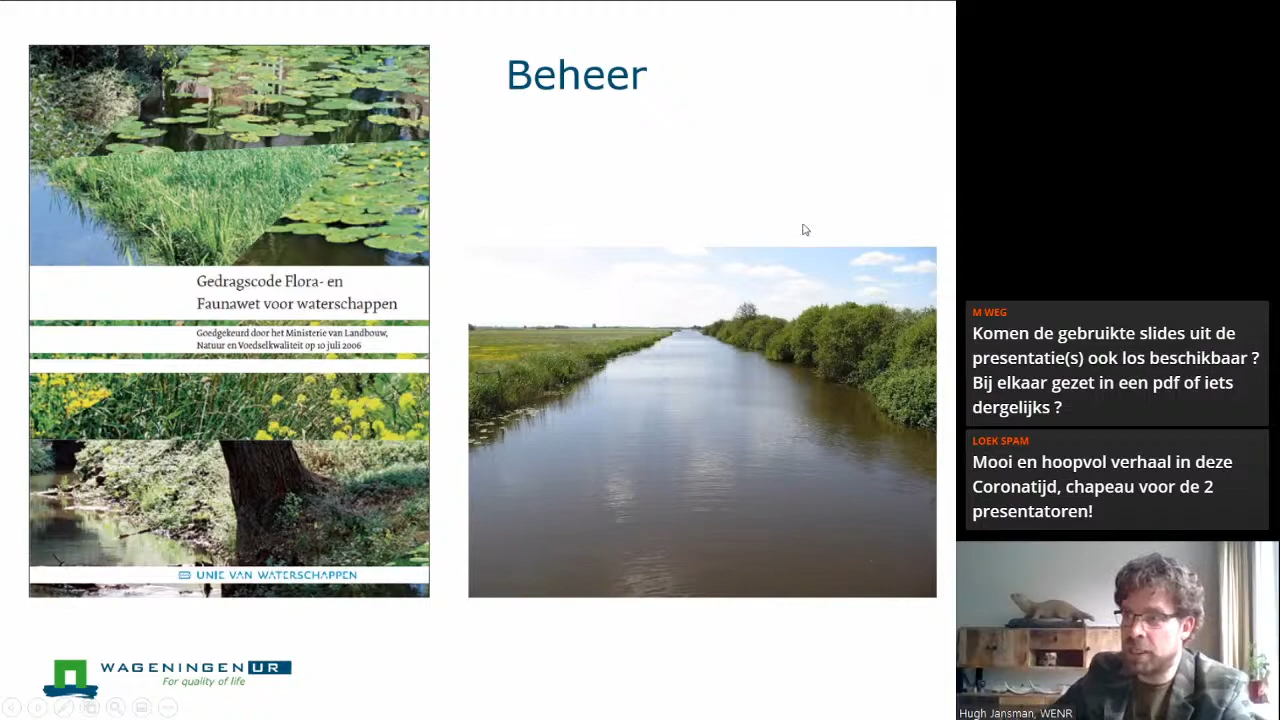 Beheer
Gedragscode Flora- en
Faunawet voor waterschappen
Goedgekeurd door het Ministerie van Landbouw,
Natuur en Voedselkwaliteit op 10 juli 2006
UNIE VAN WATERSCHAPPEN
WAGENINGEN UR
For quality of life
M WEG
Komen de gebruikte slides uit de
presentatie(s) ook los beschikbaar ?
Bij elkaar gezet in een pdf of iets
dergelijks ?
LOEK SPAM
Mooi en hoopvol verhaal in deze
Coronatijd, chapeau voor de 2
presentatoren!
Hugh Jansman, WENR